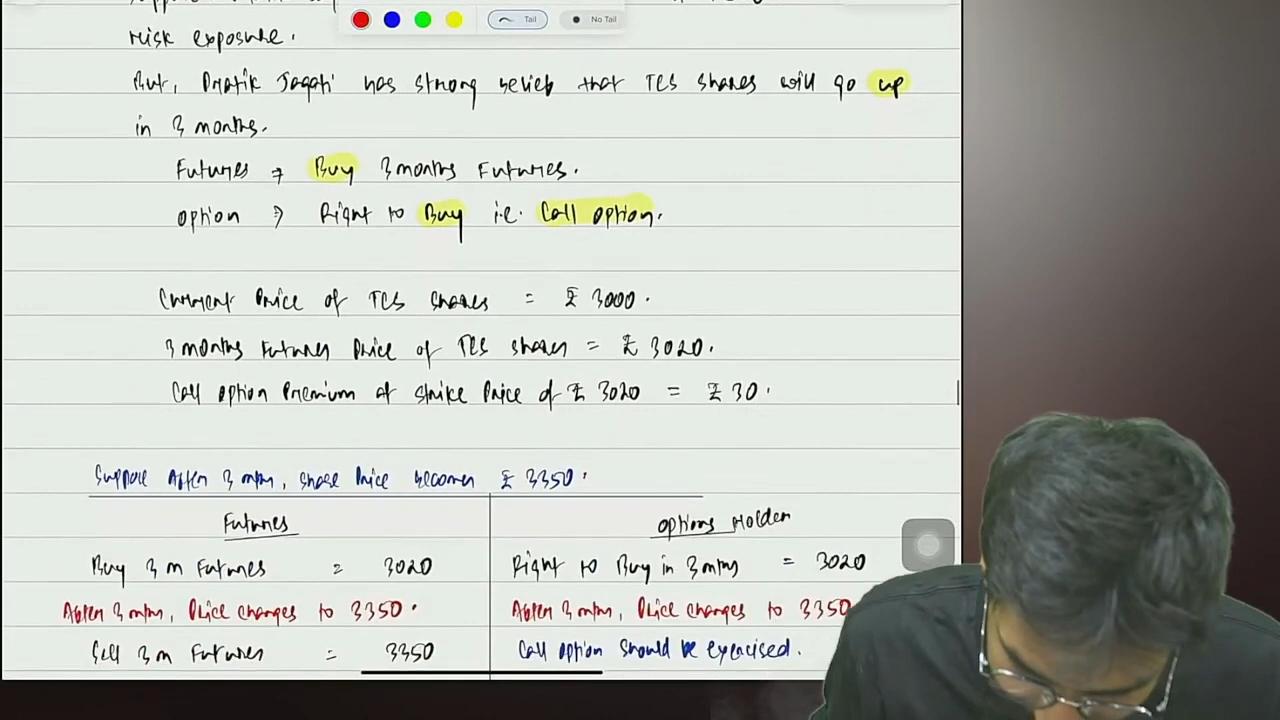 risk exposure.
Tail
No Tail
But, Pratik Jagati has strong belief that TCS shares will go up
in 3 months.
Futures ⇒ Buy 3 months Futures.
Option ⇒ Right to Buy i.e. Call Option.
Current Price of TCS shares = ₹ 3000.
3 months Futures Price of TCS shares = ₹ 3020.
Call Option Premium at Strike Price of ₹ 3020 = ₹ 30.
Suppose After 3 mths, Share Price becomes ₹ 3350.
Futures
Options Holder
Buy 3 m Futures = 3020
Right to Buy in 3 mths = 3020
After 3 mths, Price changes to 3350.
After 3 mths, Price changes to 3350
Sell 3 m Futures = 3350
Call Option should be exercised.